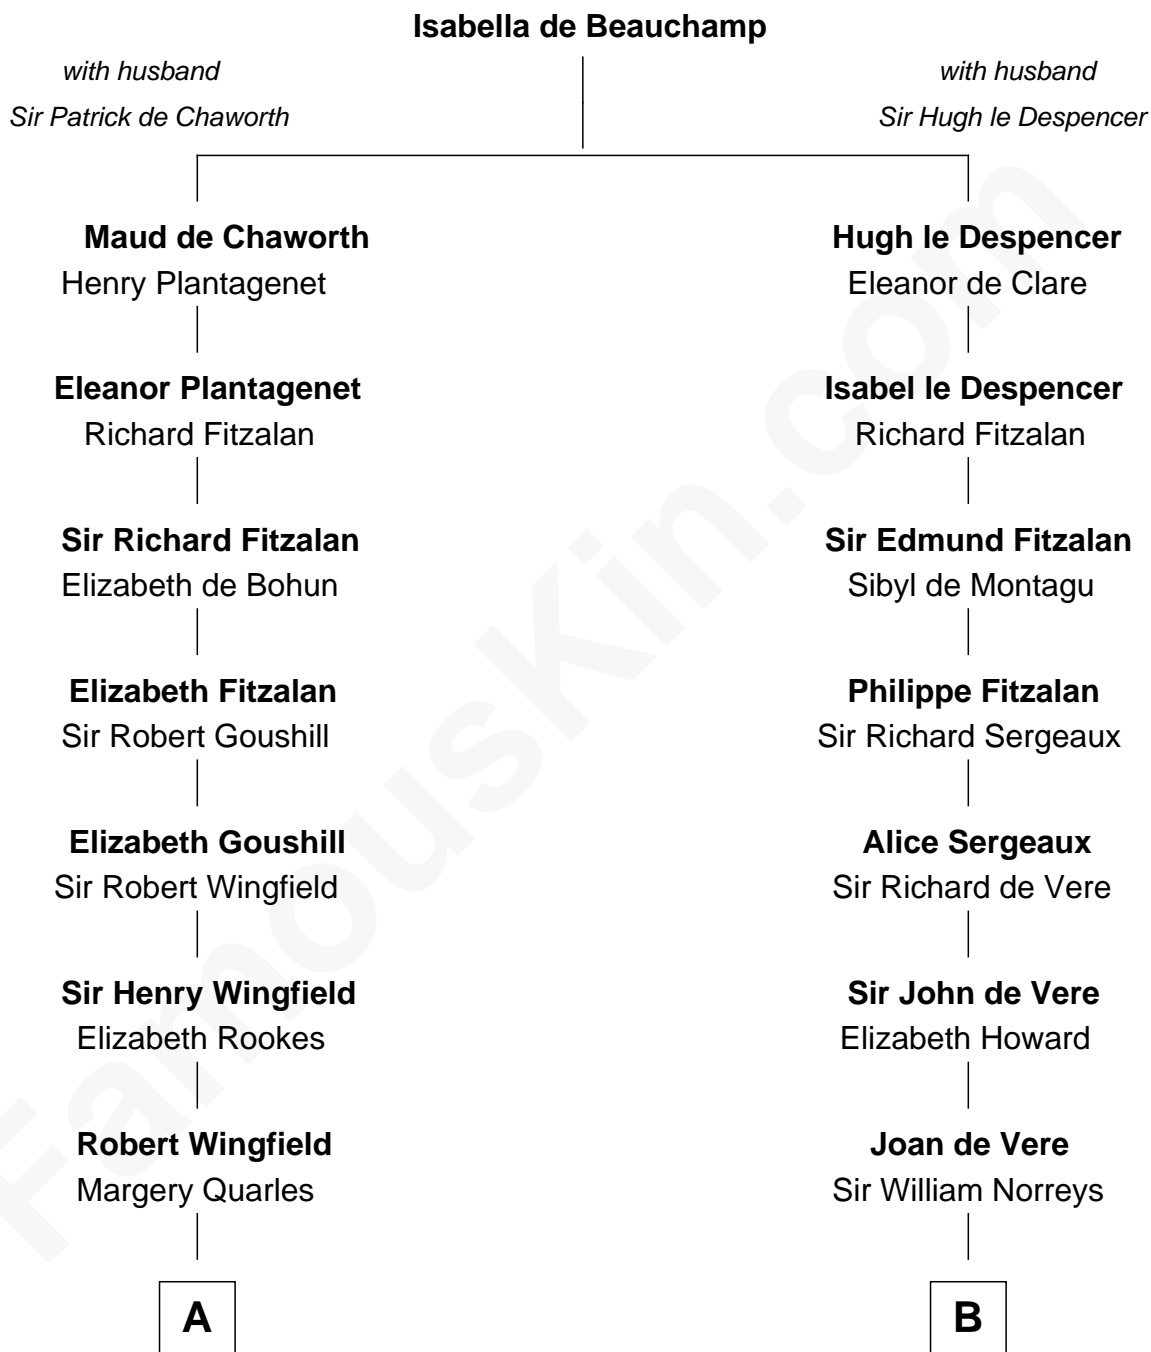 Isabella de Beauchamp
with husband
Sir Patrick de Chaworth
with husband
Sir Hugh le Despencer
Maud de Chaworth
Henry Plantagenet
Hugh le Despencer
Eleanor de Clare
Eleanor Plantagenet
Richard Fitzalan
Isabel le Despencer
Richard Fitzalan
Sir Richard Fitzalan
Elizabeth de Bohun
Sir Edmund Fitzalan
Sibyl de Montagu
Elizabeth Fitzalan
Sir Robert Goushill
Philippe Fitzalan
Sir Richard Sergeaux
Elizabeth Goushill
Sir Robert Wingfield
Alice Sergeaux
Sir Richard de Vere
Sir Henry Wingfield
Elizabeth Rookes
Sir John de Vere
Elizabeth Howard
Robert Wingfield
Margery Quarles
Joan de Vere
Sir William Norreys
A
B
FamousKin.com